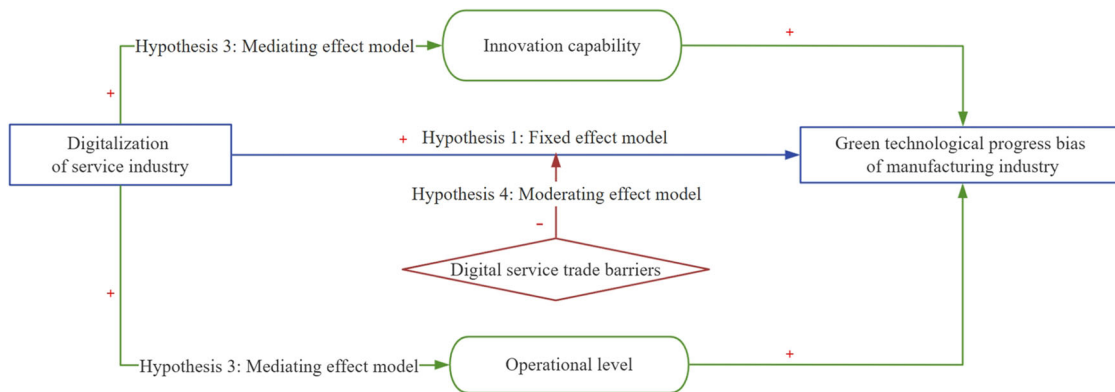 Hypothesis 3: Mediating effect model
Innovation capability
+
+
Digitalization
of service industry
+
Hypothesis 1: Fixed effect model
Green technological progress bias
of manufacturing industry
Hypothesis 4: Moderating effect model
-
Digital service trade barriers
+
Hypothesis 3: Mediating effect model
Operational level
+